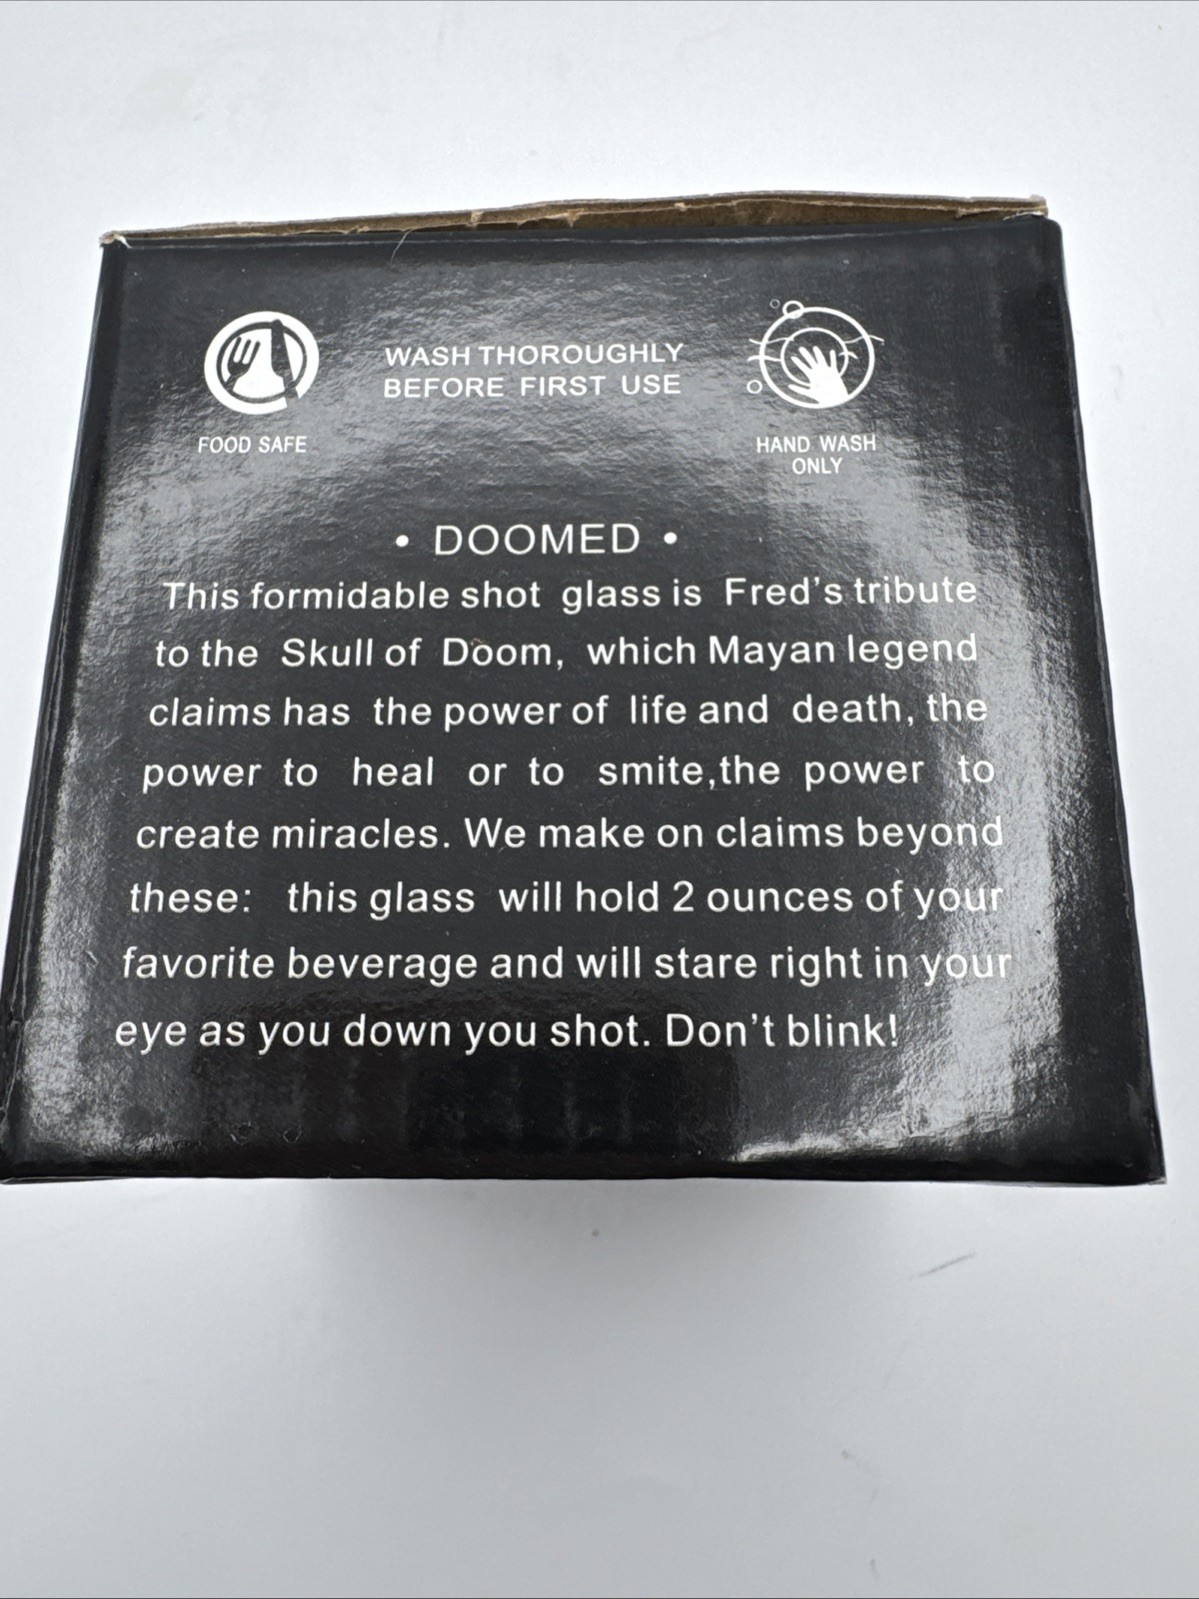 WASH THOROUGHLY
BEFORE FIRST USE
FOOD SAFE
HAND WASH
ONLY
• DOOMED •
This formidable shot glass is Fred's tribute
to the Skull of Doom, which Mayan legend
claims has the power of life and death, the
power to heal or to smite,the power to
create miracles. We make on claims beyond
these: this glass will hold 2 ounces of your
favorite beverage and will stare right in your
eye as you down you shot. Don't blink!